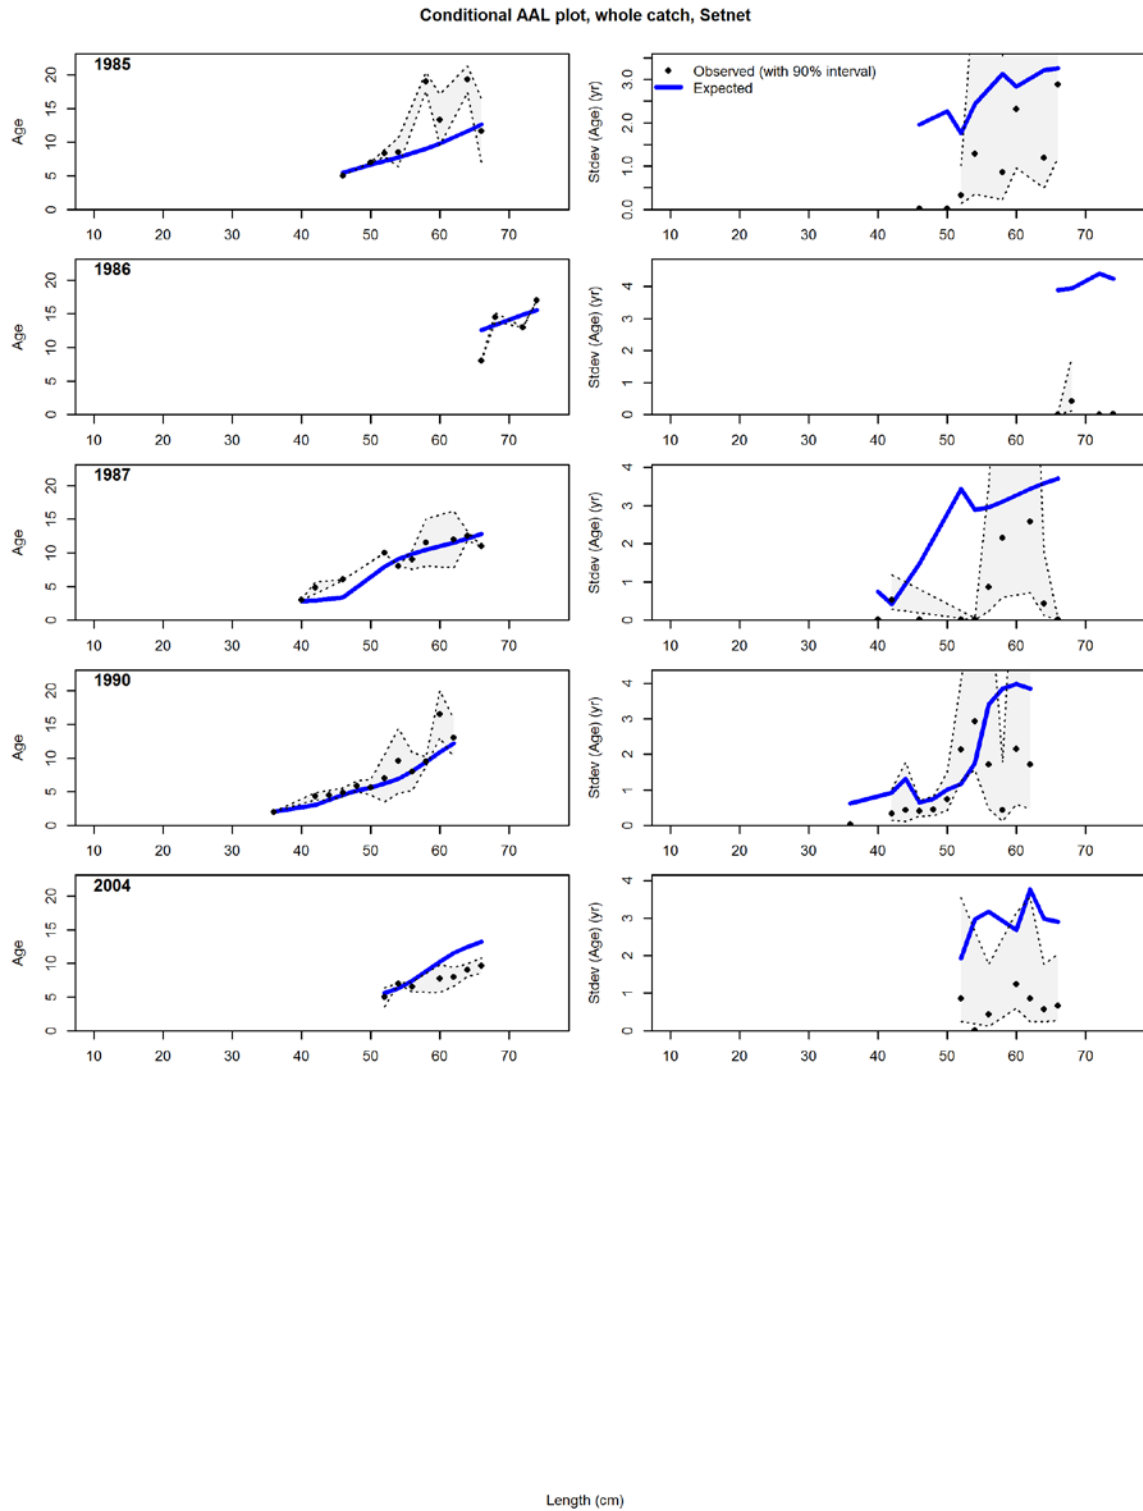 Conditional AAL plot, whole catch, Setnet
1985
Age
0 5 10 15 20
10 20 30 40 50 60 70
Observed (with 90% interval)
Expected
Stdev (Age) (yr)
0.0 1.0 2.0 3.0
10 20 30 40 50 60 70
1986
Age
0 5 10 15 20
10 20 30 40 50 60 70
Stdev (Age) (yr)
0 1 2 3 4
10 20 30 40 50 60 70
1987
Age
0 5 10 15 20
10 20 30 40 50 60 70
Stdev (Age) (yr)
0 1 2 3 4
10 20 30 40 50 60 70
1990
Age
0 5 10 15 20
10 20 30 40 50 60 70
Stdev (Age) (yr)
0 1 2 3 4
10 20 30 40 50 60 70
2004
Age
0 5 10 15 20
10 20 30 40 50 60 70
Stdev (Age) (yr)
0 1 2 3 4
10 20 30 40 50 60 70
Length (cm)